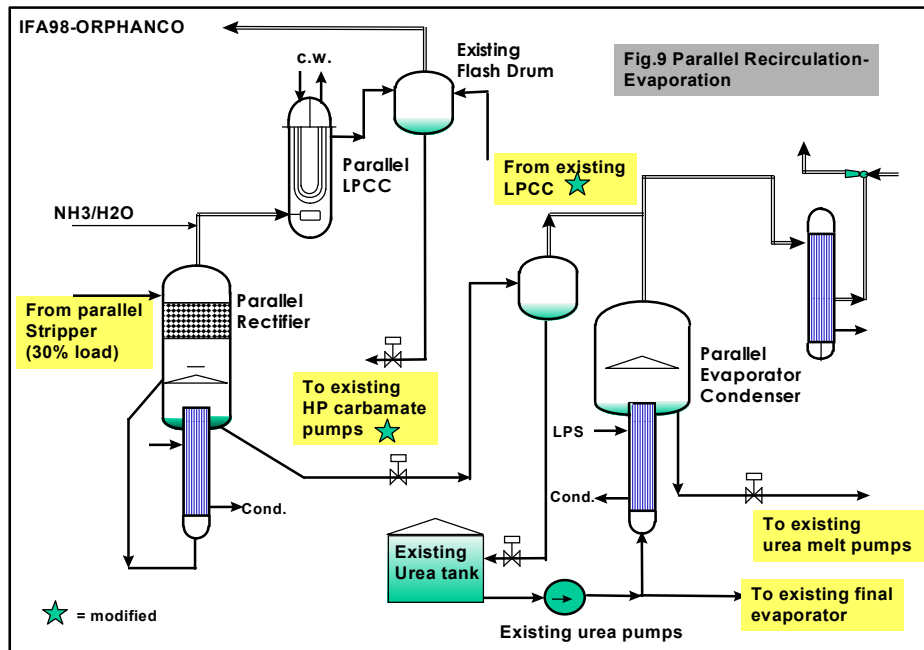 IFA98-ORPHANCO
Fig.9 Parallel Recirculation-
Evaporation
c.w.
Existing
Flash Drum
Parallel
LPCC
From existing
LPCC
NH3/H2O
From parallel
Stripper
(30% load)
Parallel
Rectifier
To existing
HP carbamate
pumps
Parallel
Evaporator
Condenser
LPS
Cond.
Cond.
To existing
urea melt pumps
Existing
Urea tank
To existing final
evaporator
Existing urea pumps
= modified